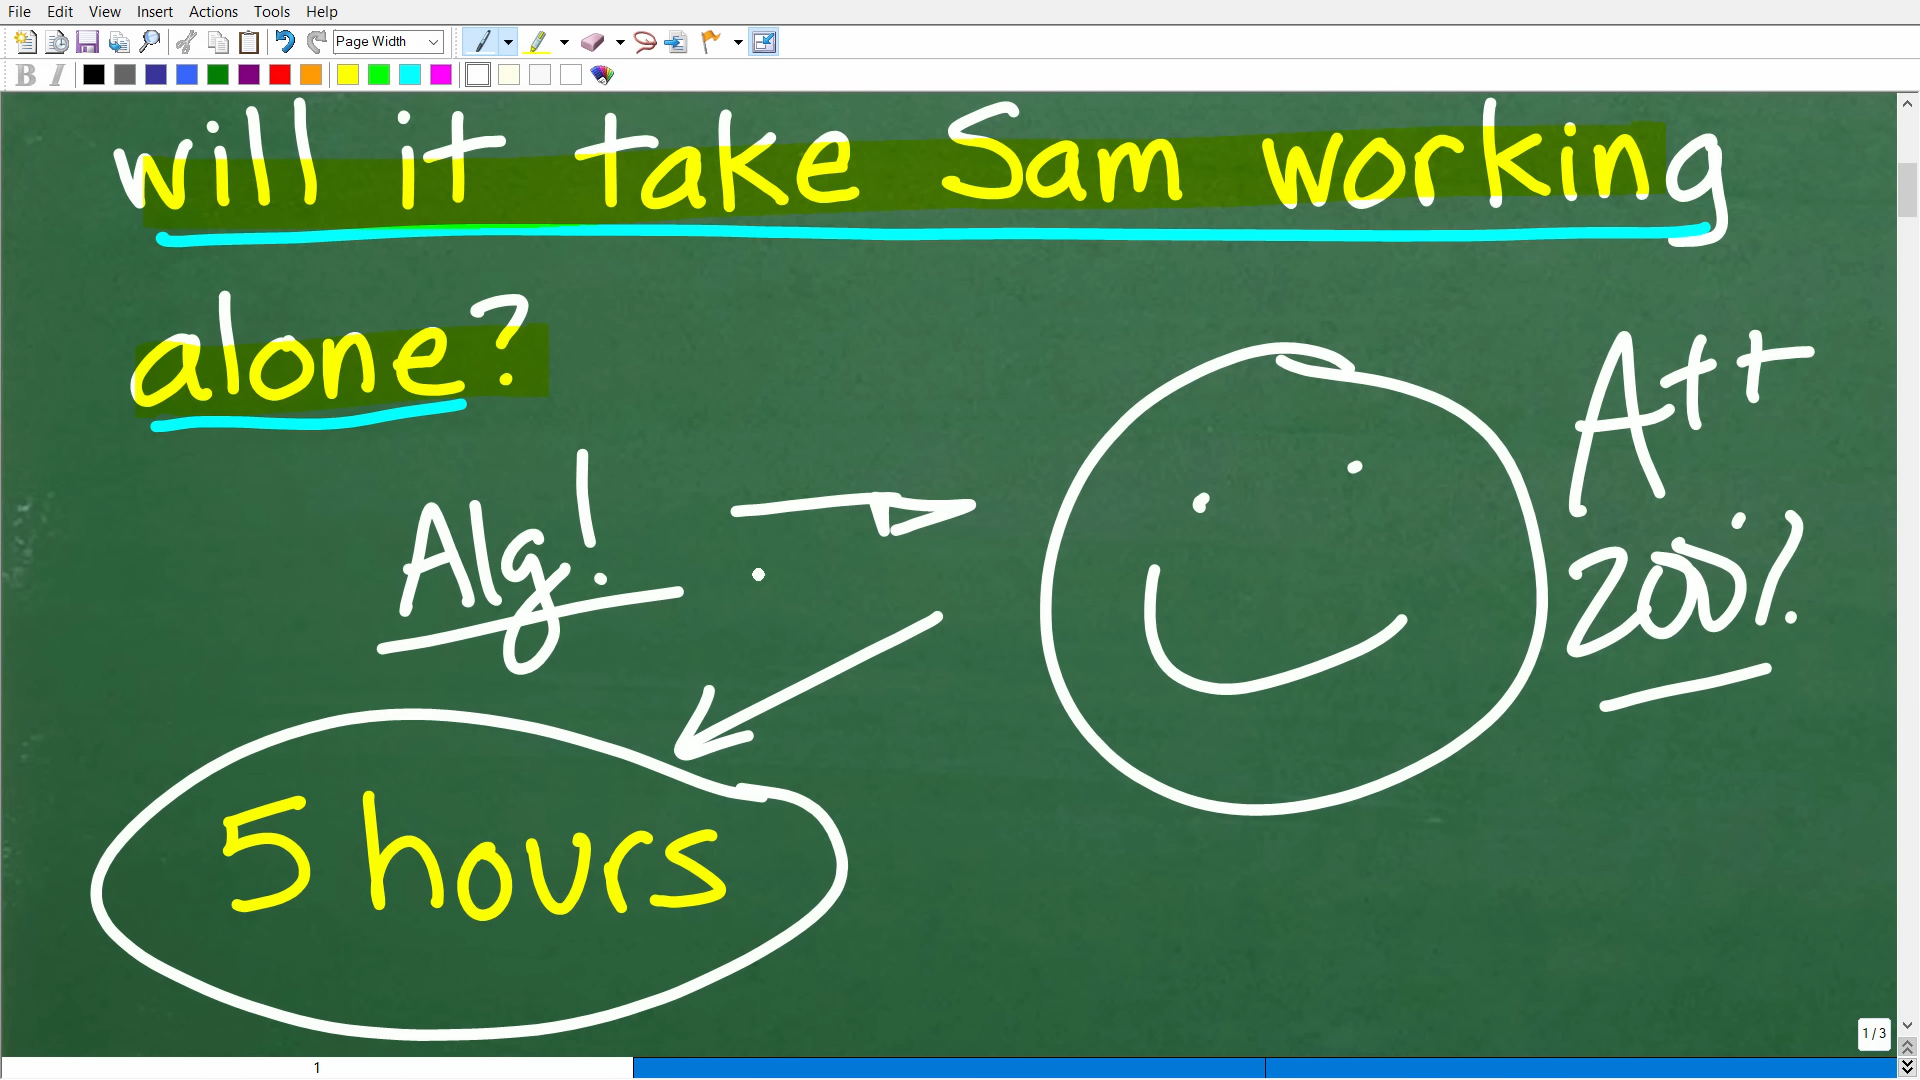 File Edit View Insert Actions Tools Help
Page Width
B I
will it take Sam working
alone?
Alg!
A++
200%
5 hours
1 / 3
1